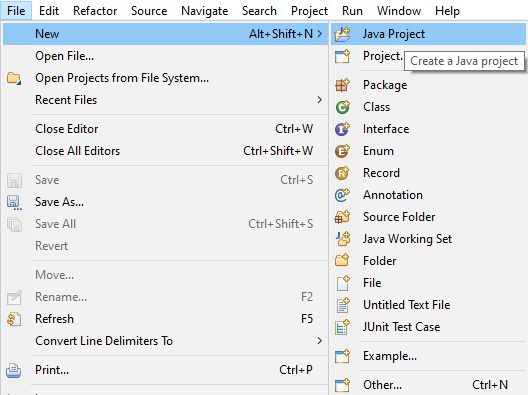 File Edit Refactor Source Navigate Search Project Run Window Help
New Alt+Shift+N >
Open File...
Open Projects from File System...
Recent Files >
Close Editor Ctrl+W
Close All Editors Ctrl+Shift+W
Save Ctrl+S
Save As...
Save All Ctrl+Shift+S
Revert
Move...
Rename... F2
Refresh F5
Convert Line Delimiters To >
Print... Ctrl+P
Java Project
Project.
Create a Java project
Package
Class
Interface
Enum
Record
Annotation
Source Folder
Java Working Set
Folder
File
Untitled Text File
JUnit Test Case
Example...
Other... Ctrl+N